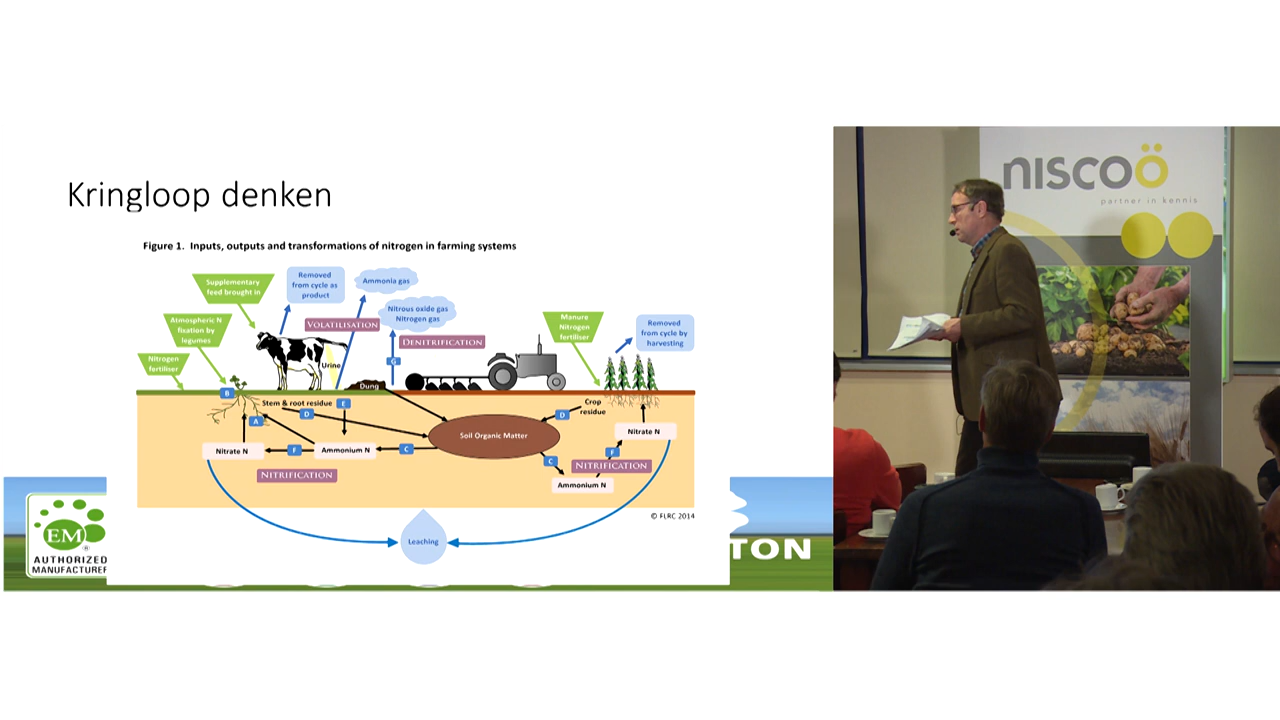 Kringloop denken
Figure 1. Inputs, outputs and transformations of nitrogen in farming systems
Supplementary
feed brought in
Removed
from cycle as
product
Ammonia gas
Atmospheric N
fixation by
legumes
VOLATILISATION
Nitrous oxide gas
Nitrogen gas
Manure
Nitrogen
fertiliser
Removed
from cycle by
harvesting
DENITRIFICATION
Nitrogen
fertiliser
Urine
G
Dung
B
Stem & root residue
E
D
A
Crop
residue
D
Soil Organic Matter
Nitrate N
Nitrate N
F
Ammonium N
C
F
C
NITRIFICATION
NITRIFICATION
Ammonium N
© FLRC 2014
Leaching
EM
®
AUTHORIZED
MANUFACTURER
TON
niscoö
partner in kennis